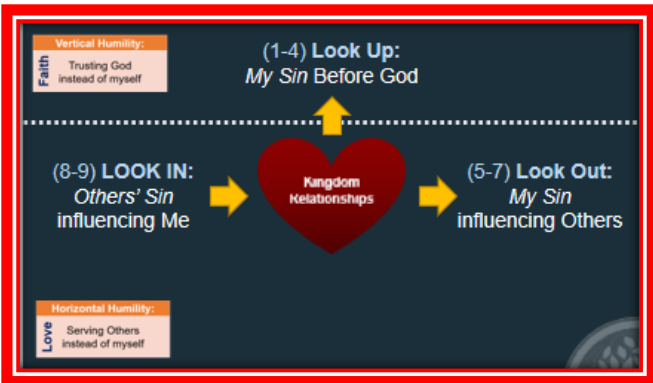 Vertical Humility:
Faith
Trusting God
instead of myself
(1-4) Look Up:
My Sin Before God
(8-9) LOOK IN:
Others' Sin
influencing Me
Kingdom
Relationships
(5-7) Look Out:
My Sin
influencing Others
Horizontal Humility:
Love
Serving Others
instead of myself